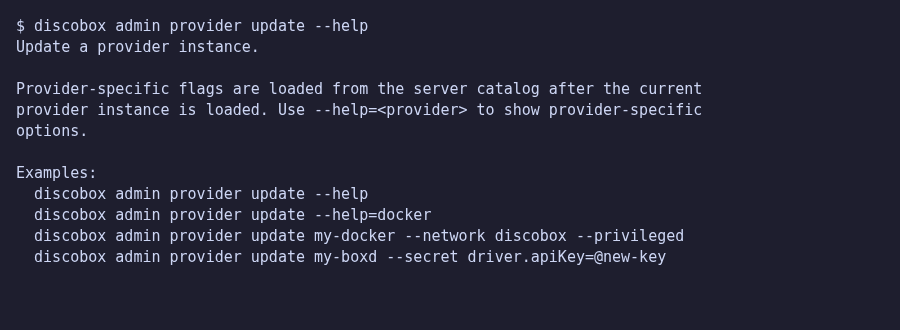 $ discobox admin provider update --help
Update a provider instance.
Provider-specific flags are loaded from the server catalog after the current
provider instance is loaded. Use --help=<provider> to show provider-specific
options.
Examples:
discobox admin provider update --help
discobox admin provider update --help=docker
discobox admin provider update my-docker --network discobox --privileged
discobox admin provider update my-boxd --secret driver.apiKey=@new-key